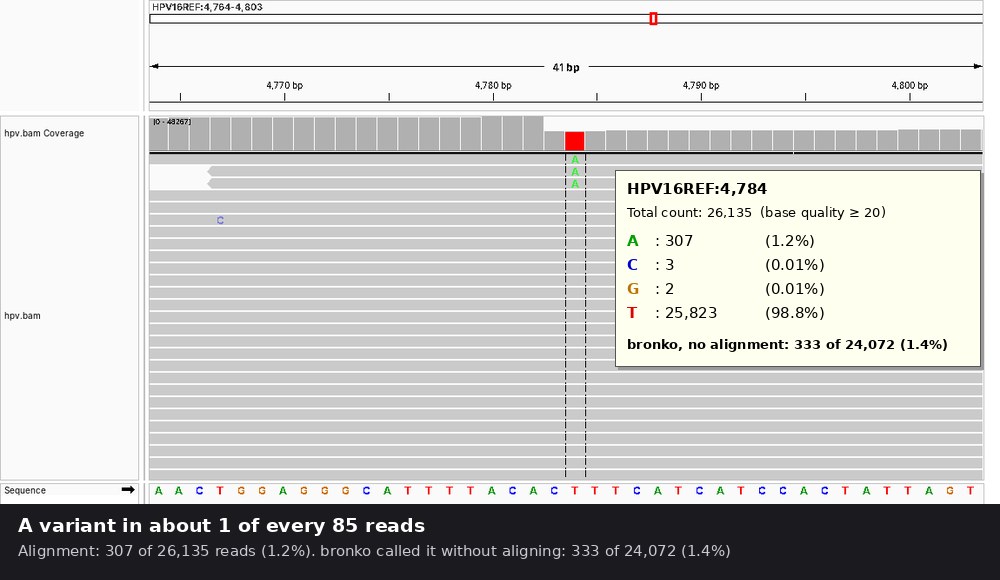 HPV16REF:4,764-4,803
41 bp
4,770 bp 4,780 bp 4,790 bp 4,800 bp
hpv.bam Coverage
[0 - 48267]
A
A
A
C
hpv.bam
HPV16REF:4,784
Total count: 26,135 (base quality ≥ 20)
A : 307 (1.2%)
C : 3 (0.01%)
G : 2 (0.01%)
T : 25,823 (98.8%)
bronko, no alignment: 333 of 24,072 (1.4%)
Sequence
A A C T G G A G G G C A T T T T A C A C T T T C A T C A T C C A C T A T T A G T
A variant in about 1 of every 85 reads
Alignment: 307 of 26,135 reads (1.2%). bronko called it without aligning: 333 of 24,072 (1.4%)